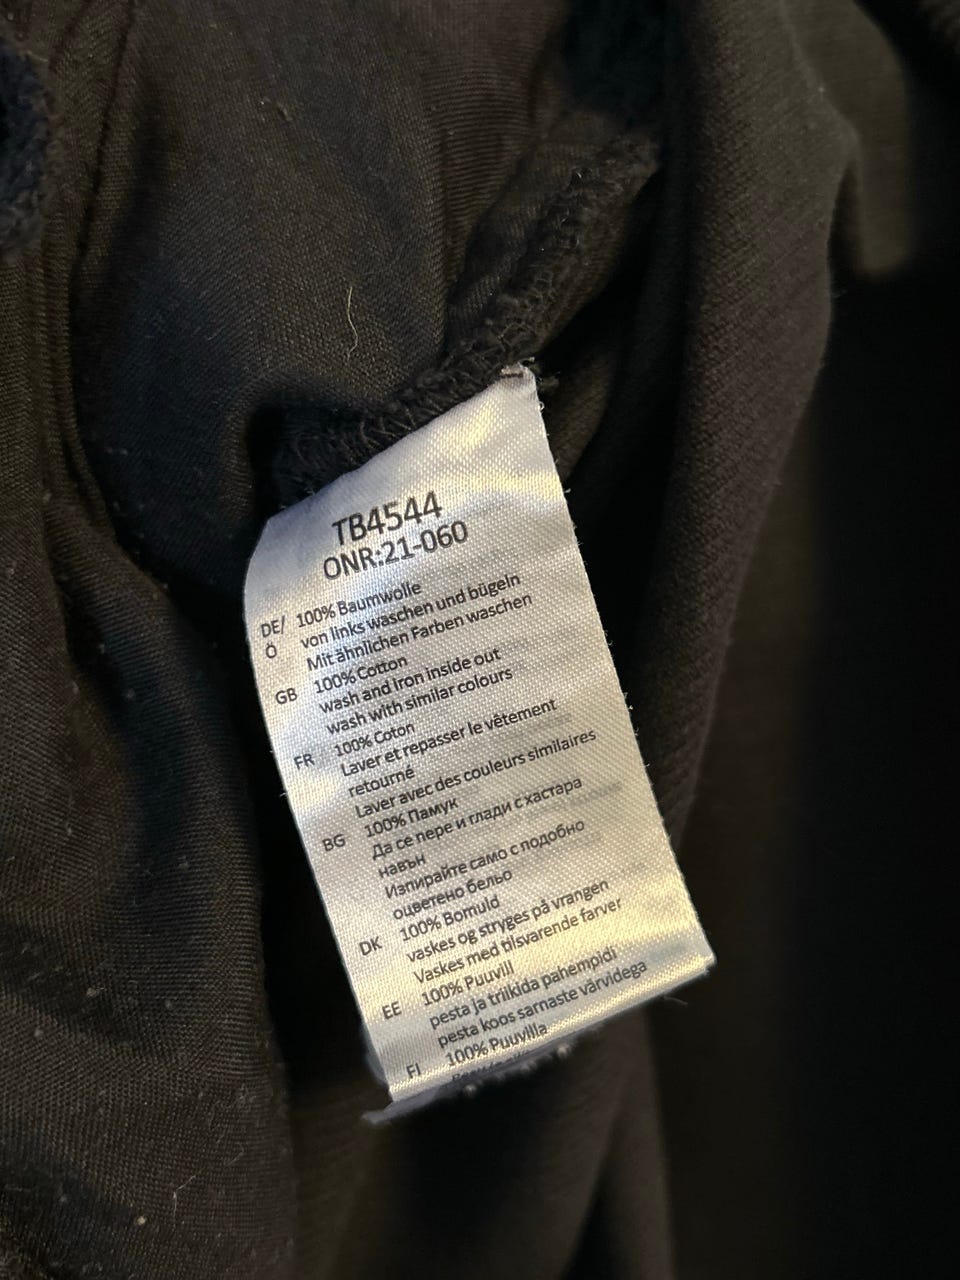 TB4544
ONR:21-060
DE/ 100% Baumwolle
Ö von links waschen und bügeln
Mit ähnlichen Farben waschen
GB 100% Cotton
wash and iron inside out
wash with similar colours
FR 100% Coton
Laver et repasser le vêtement
retourné
Laver avec des couleurs similaires
BG 100% Памук
Да се пере и глади с хастара
навън
Изпирайте само с подобно
оцветено бельо
DK 100% Bomuld
vaskes og stryges på vrangen
Vaskes med tilsvarende farver
EE 100% Puuvill
pesta ja triikida pahempidi
pesta koos sarnaste värvidega
FI 100% Puuvilla